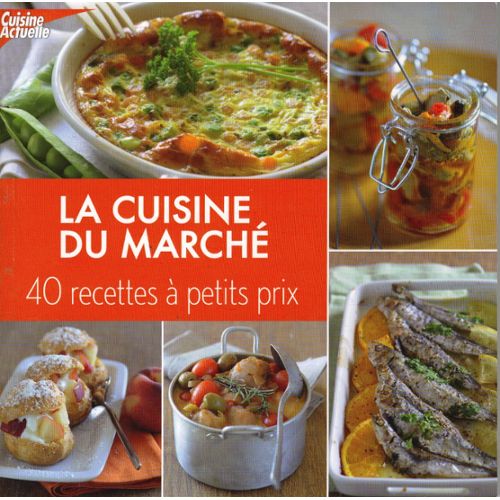 Cuisine
Actuelle
LA CUISINE
DU MARCHÉ
40 recettes à petits prix